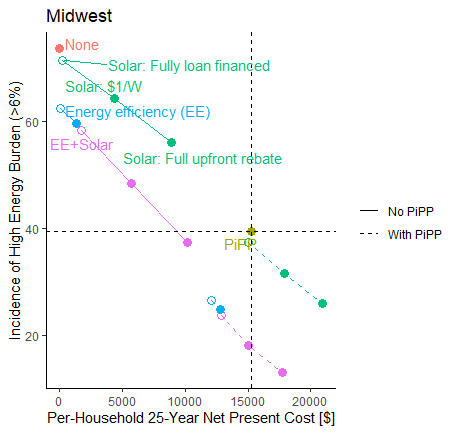 Midwest
None
Solar: Fully loan financed
Solar: $1/W
Energy efficiency (EE)
EE+Solar
Solar: Full upfront rebate
PiPP
Incidence of High Energy Burden (>6%)
60
40
20
0
5000
10000
15000
20000
Per-Household 25-Year Net Present Cost [$]
No PiPP
With PiPP